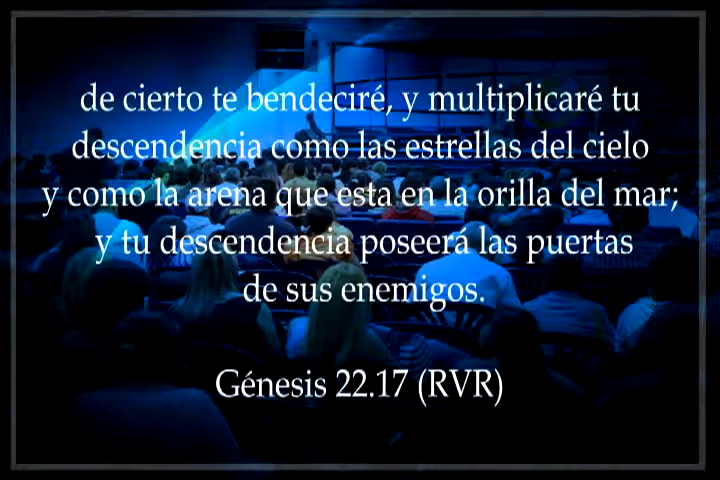 de cierto te bendeciré, y multiplicaré tu
descendencia como las estrellas del cielo
y como la arena que esta en la orilla del mar;
y tu descendencia poseerá las puertas
de sus enemigos.
Génesis 22.17 (RVR)